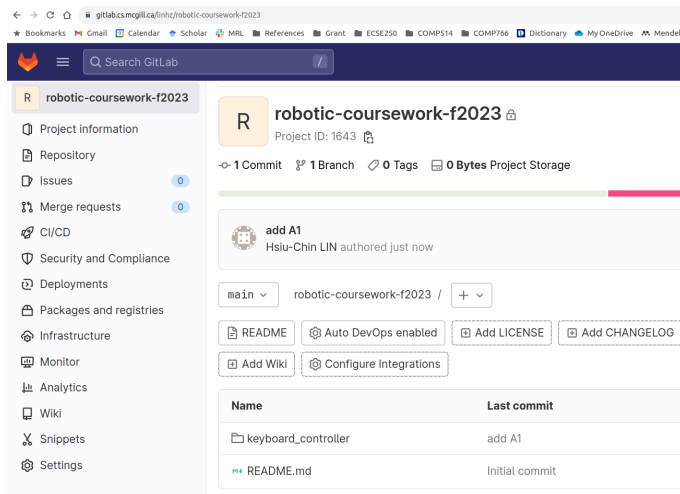 gitlab.cs.mcgill.ca/linhz/robotic-coursework-f2023
Bookmarks Gmail Calendar Scholar MRL References Grant ECSE250 COMP514 COMP766 Dictionary My OneDrive Mendel
Search GitLab /
R robotic-coursework-f2023
Project information
Repository
Issues 0
Merge requests 0
CI/CD
Security and Compliance
Deployments
Packages and registries
Infrastructure
Monitor
Analytics
Wiki
Snippets
Settings
R
robotic-coursework-f2023
Project ID: 1643
1 Commit 1 Branch 0 Tags 0 Bytes Project Storage
add A1
Hsiu-Chin LIN authored just now
main robotic-coursework-f2023 / +
README Auto DevOps enabled Add LICENSE Add CHANGELOG
Add Wiki Configure Integrations
Name Last commit
keyboard_controller add A1
README.md Initial commit